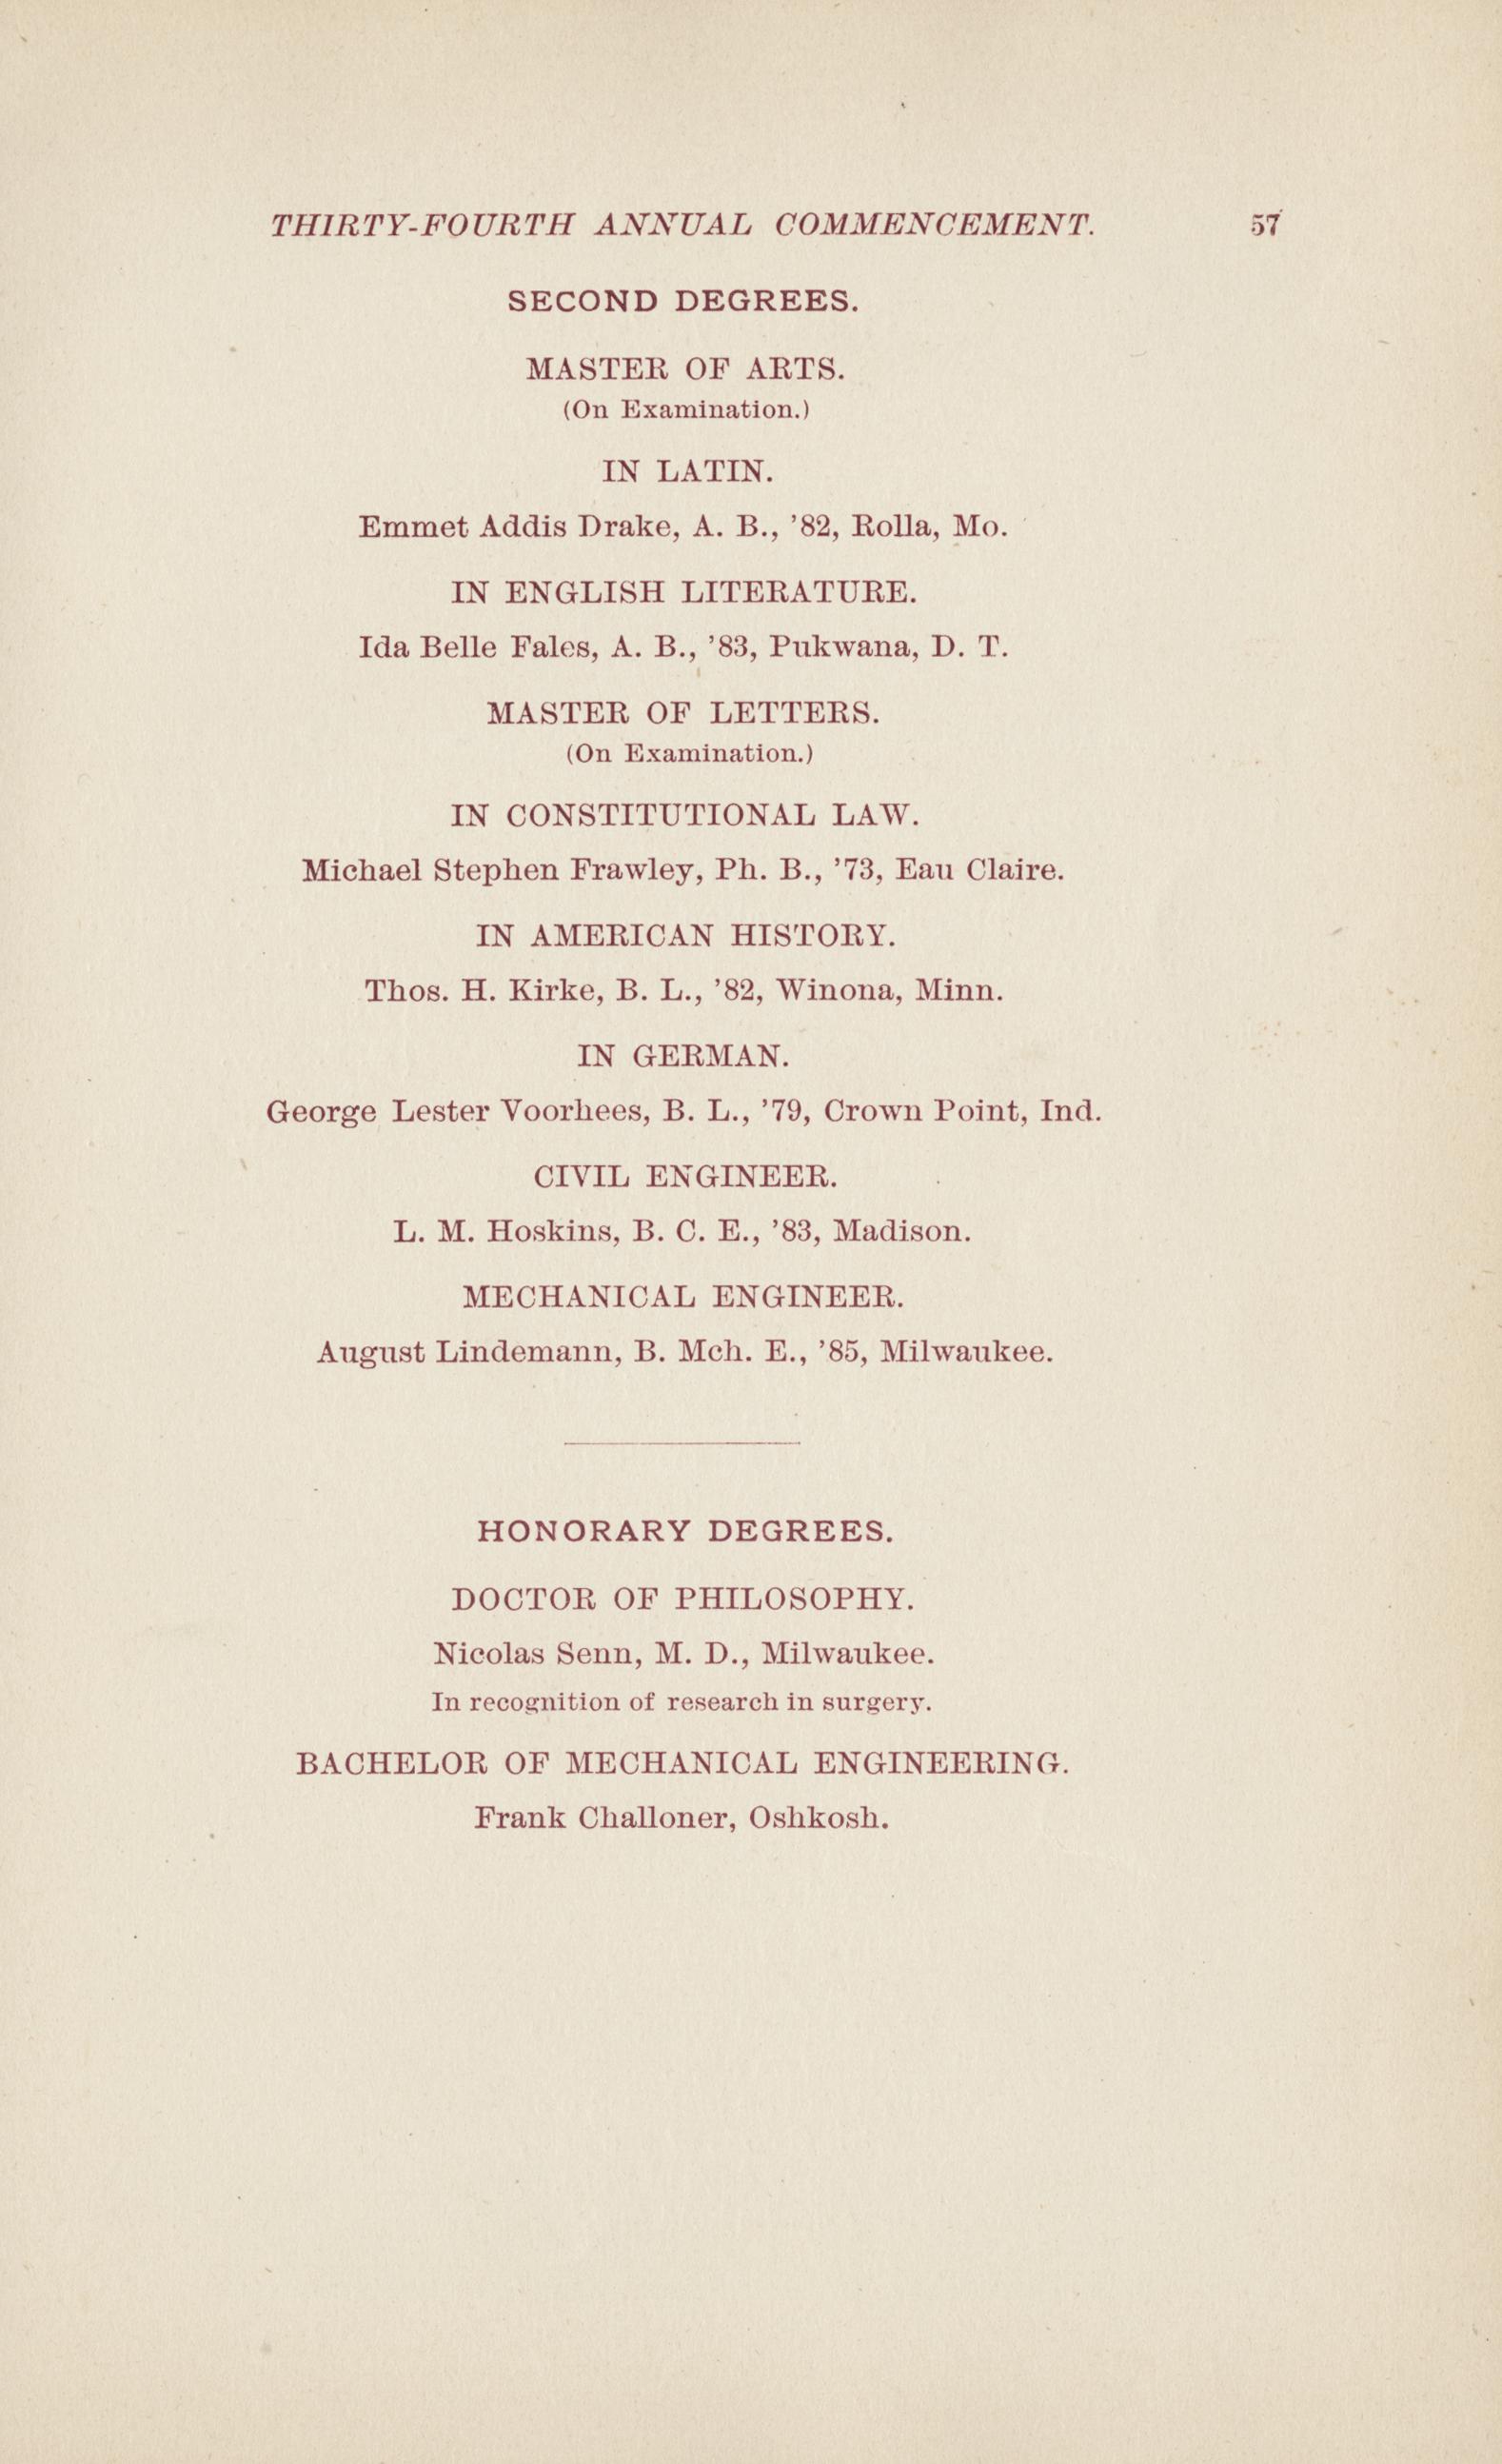 THIRTY-FOURTH ANNUAL COMMENCEMENT. 57
SECOND DEGREES.
MASTER OF ARTS.
(On Examination.)
IN LATIN.
Emmet Addis Drake, A. B., ’82, Rolla, Mo.
IN ENGLISH LITERATURE.
Ida Belle Fales, A. B., ’83, Pukwana, D. T.
MASTER OF LETTERS.
(On Examination.)
IN CONSTITUTIONAL LAW.
Michael Stephen Frawley, Ph. B., ’73, Eau Claire.
IN AMERICAN HISTORY.
Thos. H. Kirke, B. L., ’82, Winona, Minn.
IN GERMAN.
George Lester Voorhees, B. L., ’79, Crown Point, Ind.
CIVIL ENGINEER.
L. M. Hoskins, B. C. E., ’83, Madison.
MECHANICAL ENGINEER.
August Lindemann, B. Mch. E., ’85, Milwaukee.
HONORARY DEGREES.
DOCTOR OF PHILOSOPHY.
Nicolas Senn, M. D., Milwaukee.
In recognition of research in surgery.
BACHELOR OF MECHANICAL ENGINEERING.
Frank Challoner, Oshkosh.